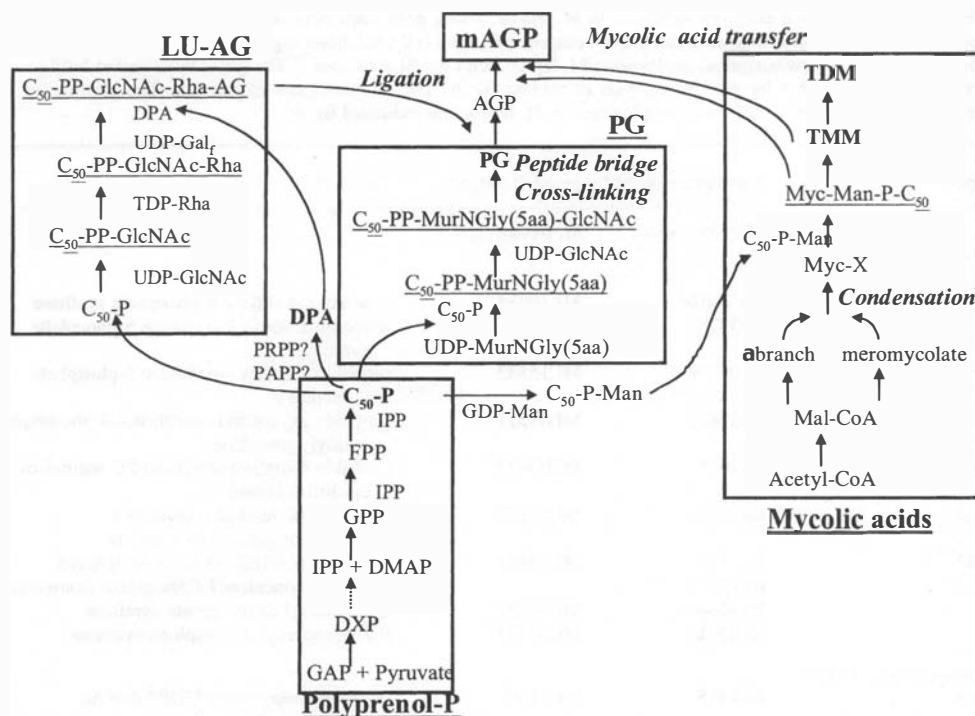 mAGP
Mycolic acid transfer
AGP
Ligation
LU-AG
C50-PP-GlcNAc-Rha-AG
DPA
UDP-Galf
C50-PP-GlcNAc-Rha
TDP-Rha
C50-PP-GlcNAc
UDP-GlcNAc
C50-P
PG
PG Peptide bridge
Cross-linking
C50-PP-MurNGly(5aa)-GlcNAc
UDP-GlcNAc
C50-PP-MurNGly(5aa)
C50-P
UDP-MurNGly(5aa)
DPA
PRPP?
PAPP?
C50-P
IPP
FPP
IPP
GPP
IPP + DMAP
DXP
GAP + Pyruvate
Polyprenol-P
GDP-Man
C50-P-Man
TDM
TMM
Myc-Man-P-C50
C50-P-Man
Myc-X
Condensation
abranch
meromycolate
Mal-CoA
Acetyl-CoA
Mycolic acids